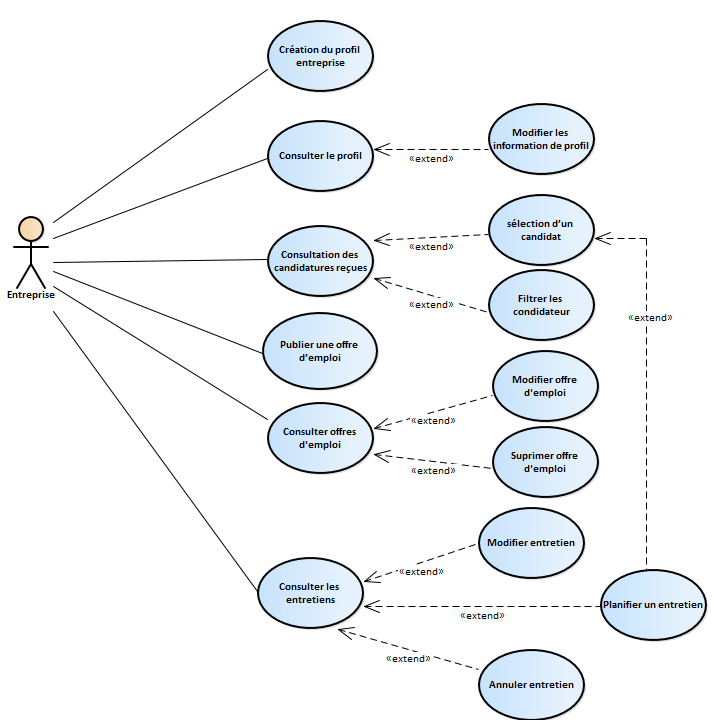 Création du profil
entreprise
Consulter le profil
«extend»
Modifier les
information de profil
Entreprise
Consultation des
candidatures reçues
«extend»
sélection d’un
candidat
«extend»
Filtrer les
condidateur
«extend»
Publier une offre
d’emploi
Consulter offres
d'emploi
«extend»
Modifier offre
d'emploi
«extend»
Suprimer offre
d'emploi
Consulter les
entretiens
«extend»
Modifier entretien
«extend»
Planifier un entretien
«extend»
Annuler entretien